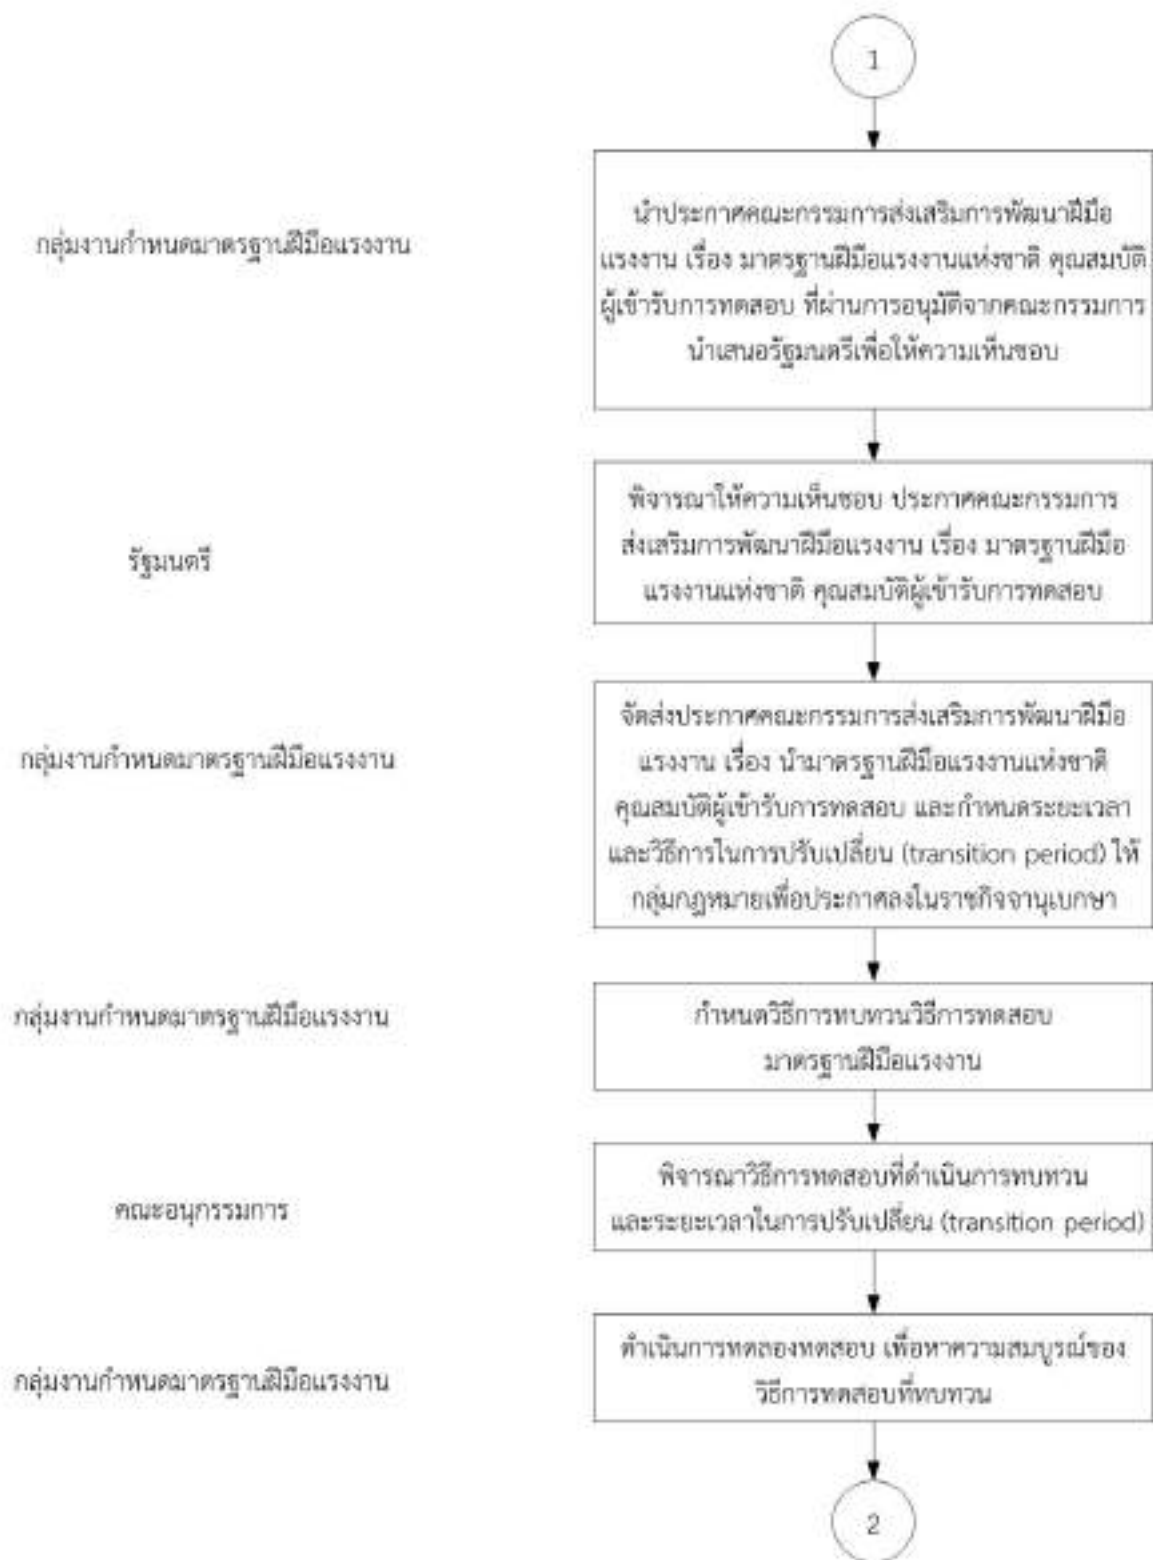 1
กลุ่มงานกำหนดมาตรฐานฝีมือแรงงาน
นำประกาศคณะกรรมการส่งเสริมการพัฒนาฝีมือ
แรงงาน เรื่อง มาตรฐานฝีมือแรงงานแห่งชาติ คุณสมบัติ
ผู้เข้ารับการทดสอบ ที่ผ่านการอนุมัติจากคณะกรรมการ
นำเสนอรัฐมนตรีเพื่อให้ความเห็นชอบ
รัฐมนตรี
พิจารณาให้ความเห็นชอบ ประกาศคณะกรรมการ
ส่งเสริมการพัฒนาฝีมือแรงงาน เรื่อง มาตรฐานฝีมือ
แรงงานแห่งชาติ คุณสมบัติผู้เข้ารับการทดสอบ
กลุ่มงานกำหนดมาตรฐานฝีมือแรงงาน
จัดส่งประกาศคณะกรรมการส่งเสริมการพัฒนาฝีมือ
แรงงาน เรื่อง นำมาตรฐานฝีมือแรงงานแห่งชาติ
คุณสมบัติผู้เข้ารับการทดสอบ และกำหนดระยะเวลา
และวิธีการในการปรับเปลี่ยน (transition period) ให้
กลุ่มกฎหมายเพื่อประกาศลงในราชกิจจานุเบกษา
กลุ่มงานกำหนดมาตรฐานฝีมือแรงงาน
กำหนดวิธีการทบทวนวิธีการทดสอบ
มาตรฐานฝีมือแรงงาน
คณะอนุกรรมการ
พิจารณาวิธีการทดสอบที่ดำเนินการทบทวน
และระยะเวลาในการปรับเปลี่ยน (transition period)
กลุ่มงานกำหนดมาตรฐานฝีมือแรงงาน
ดำเนินการทดลองทดสอบ เพื่อหาความสมบูรณ์ของ
วิธีการทดสอบที่ทบทวน
2